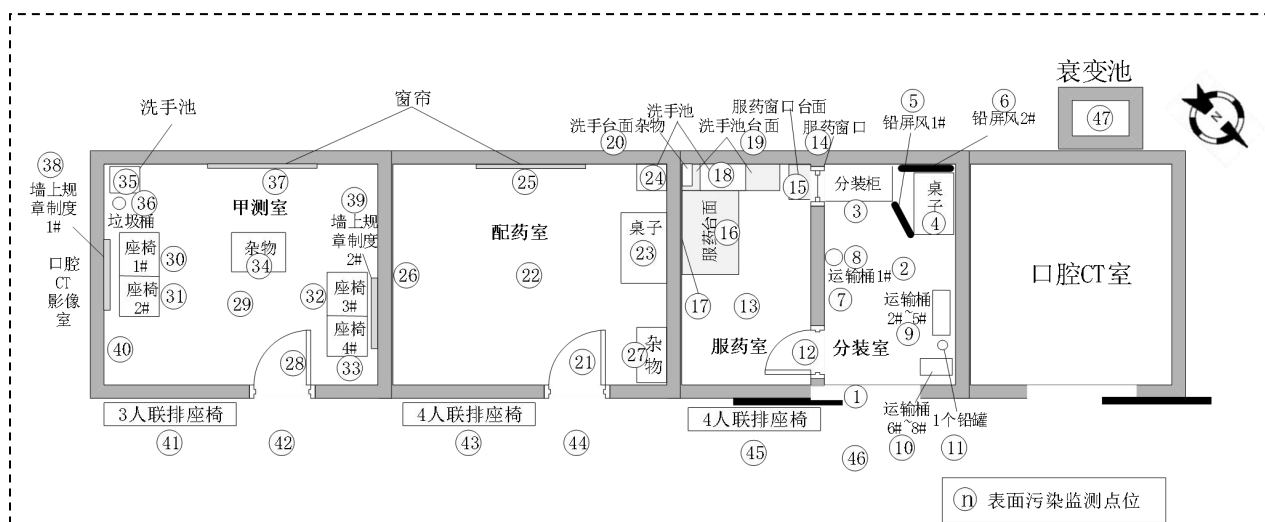 衰变池
㊼
N
⑤
铅屏风1#
⑥
铅屏风2#
洗手池
窗帘
洗手池
服药窗口台面
洗手台面杂物
洗手池台面
服药窗口
⑳
⑲
⑭
㊳
墙上规
章制度
1#
㉟
㊱
垃圾桶
㊲
甲测室
㊴
墙上规
章制度
2#
座椅
1#
㉚
座椅
2#
㉛
杂物
㉞
㉙
㉜
座椅
3#
座椅
4#
㉝
口腔
CT
影像
室
㊵
㉘
㉕
配药室
㉖
㉒
㉔
桌子
㉓
㉑
㉗
杂物
⑱
⑮
服药台面
⑯
⑰
⑬
服药室
⑫
分装柜
③
桌子
④
⑧
运输桶1#
②
⑦
运输桶
2#~5#
⑨
分装室
①
口腔CT室
3人联排座椅
㊶
㊷
4人联排座椅
㊸
㊹
4人联排座椅
㊺
㊻
运输桶
6#~8#
⑩
1个铅罐
⑪
ⓝ 表面污染监测点位